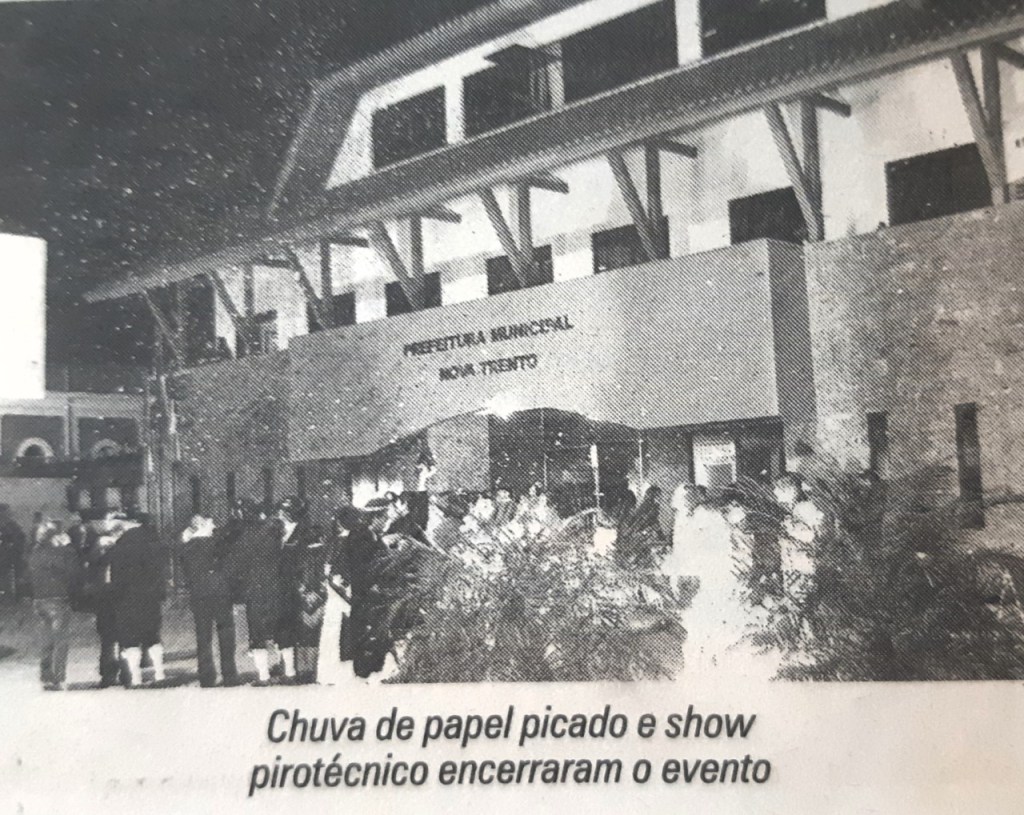 PREFEITURA MUNICIPAL
NOVA TRENTO
Chuva de papel picado e show
pirotécnico encerraram o evento